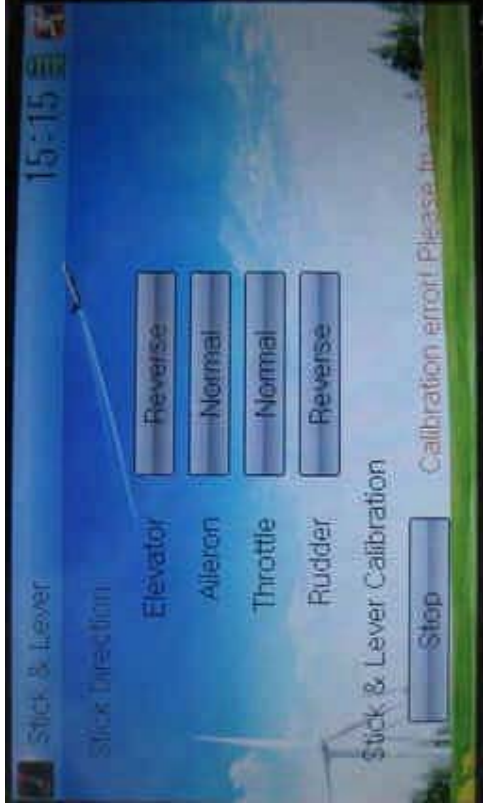 Stick & Lever 15:15
Stick Direction
Elevator Reverse
Aileron Normal
Throttle Normal
Rudder Reverse
Stick & Lever Calibration
Stop Calibration error! Please